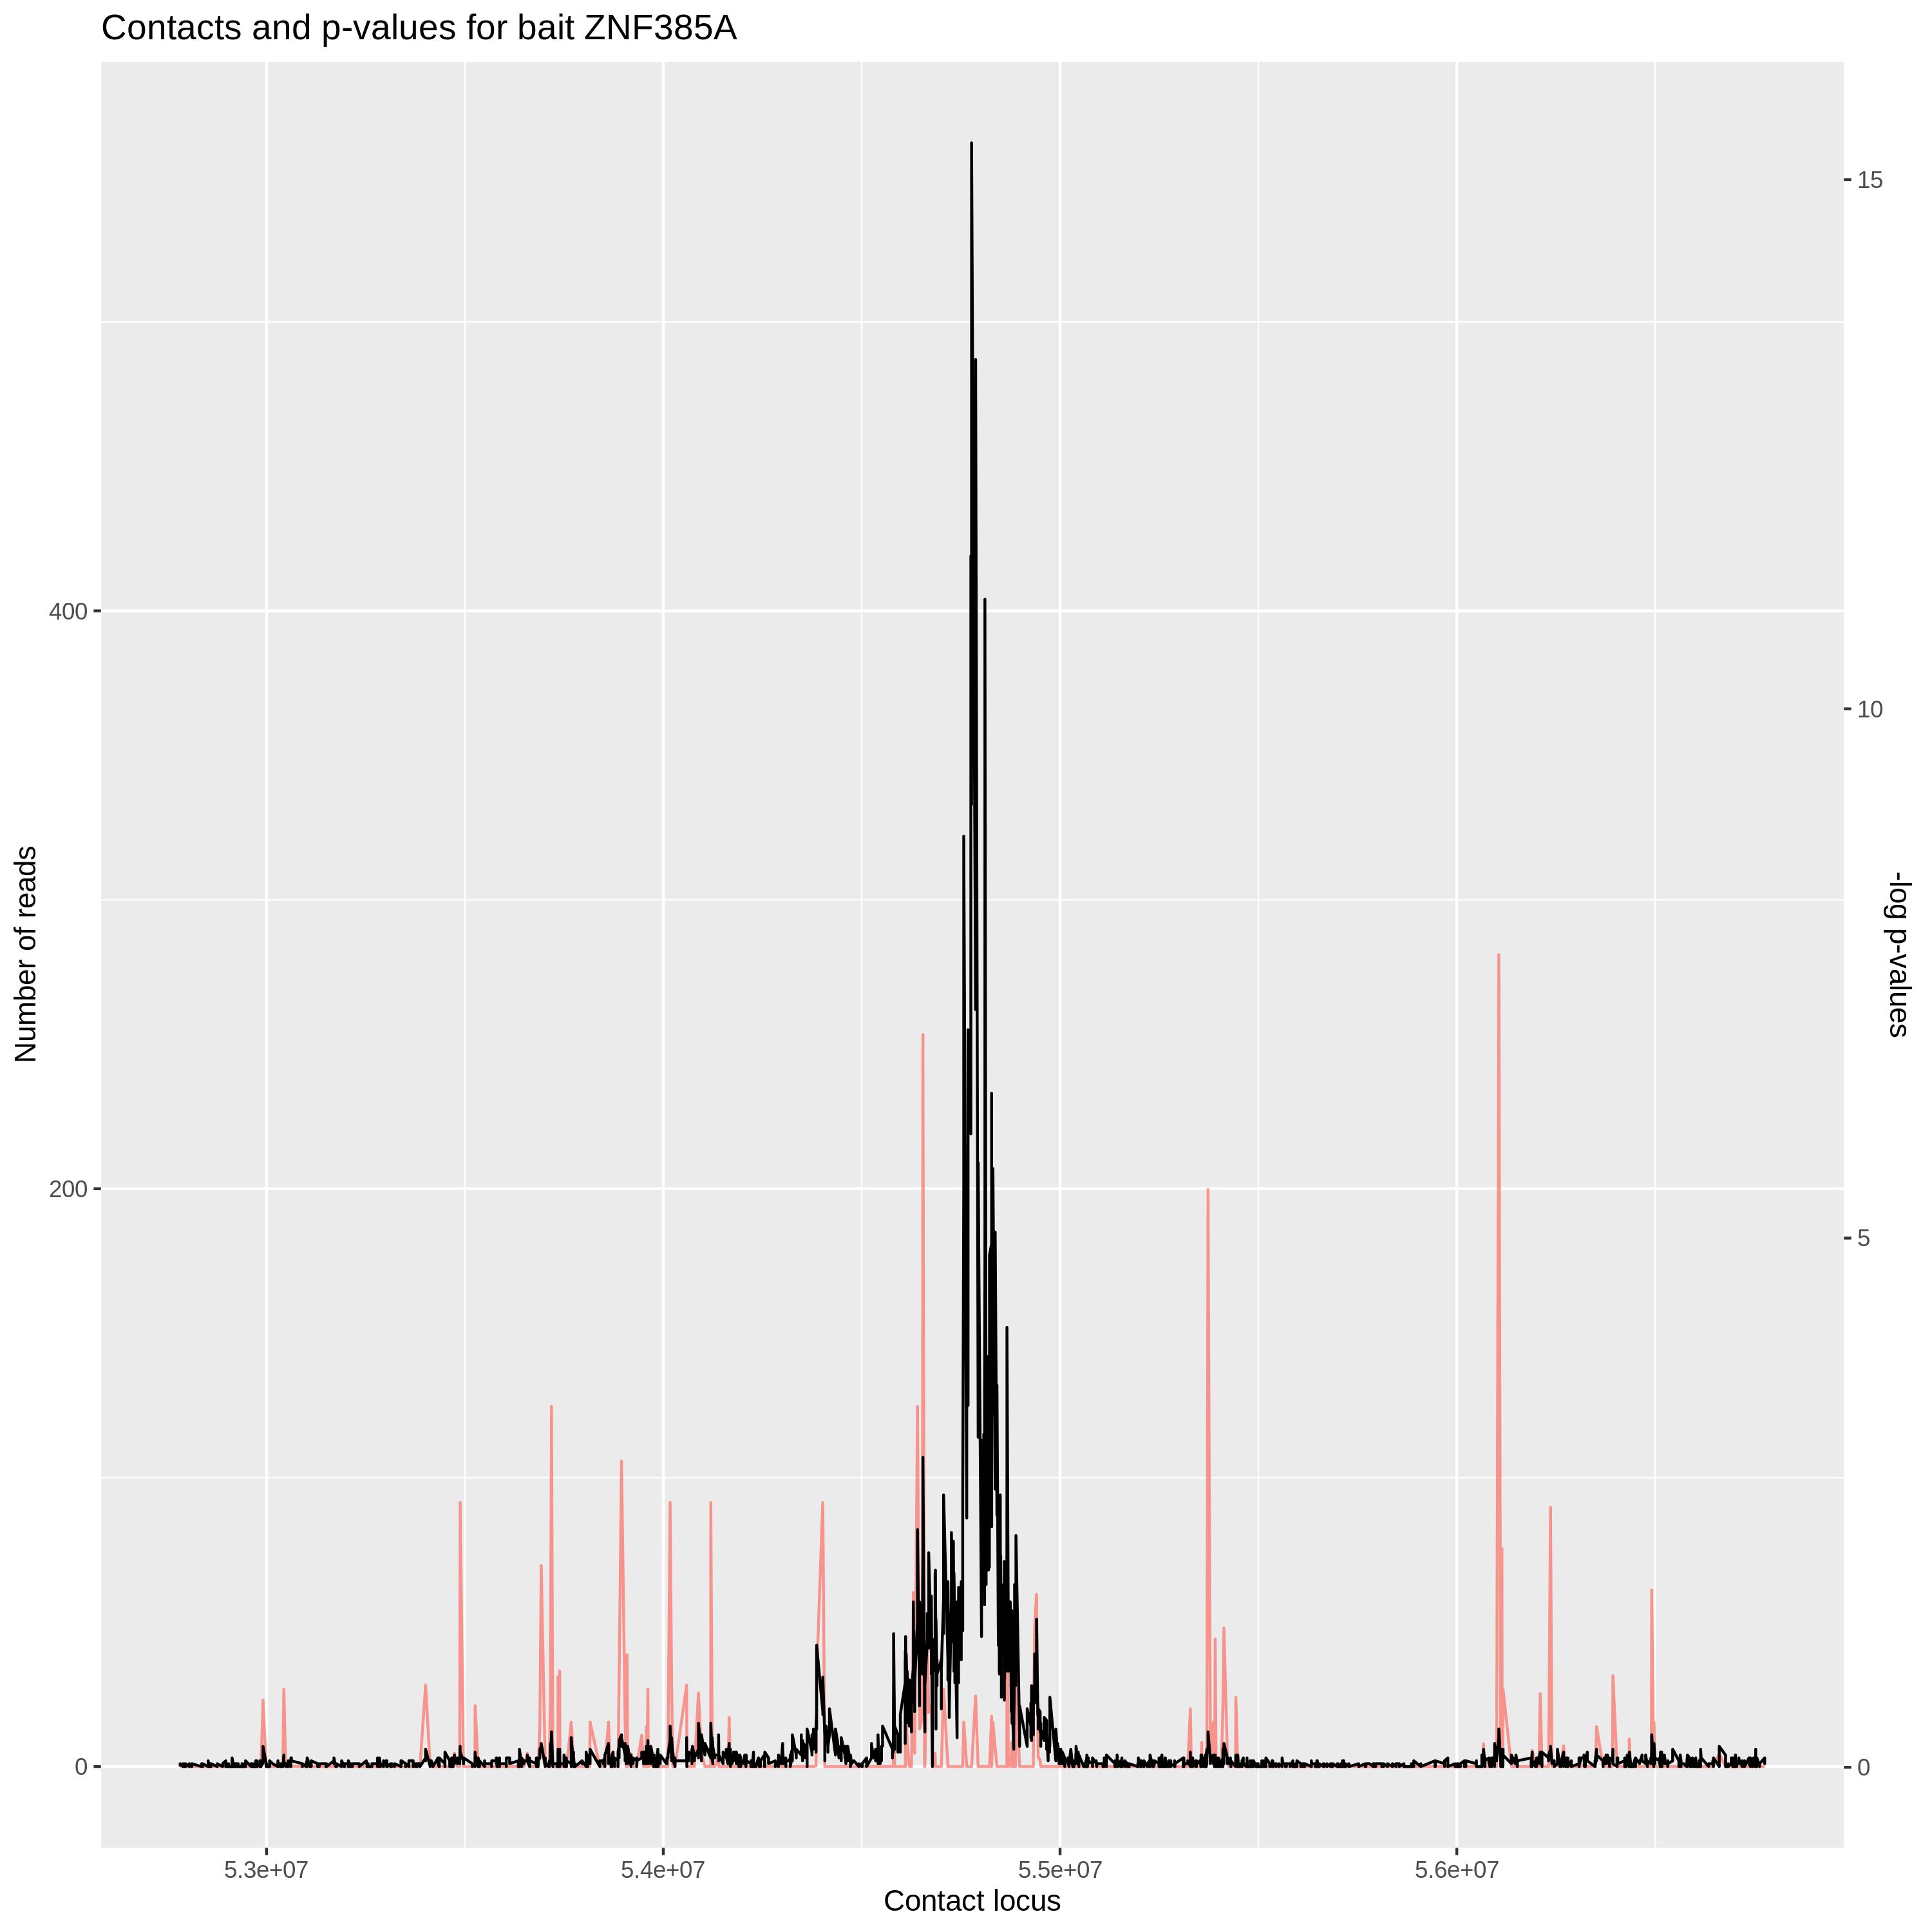 Contacts and p-values for bait ZNF385A
Number of reads
400
200
0
15
10
5
0
-log p-values
5.3e+07
5.4e+07
5.5e+07
5.6e+07
Contact locus